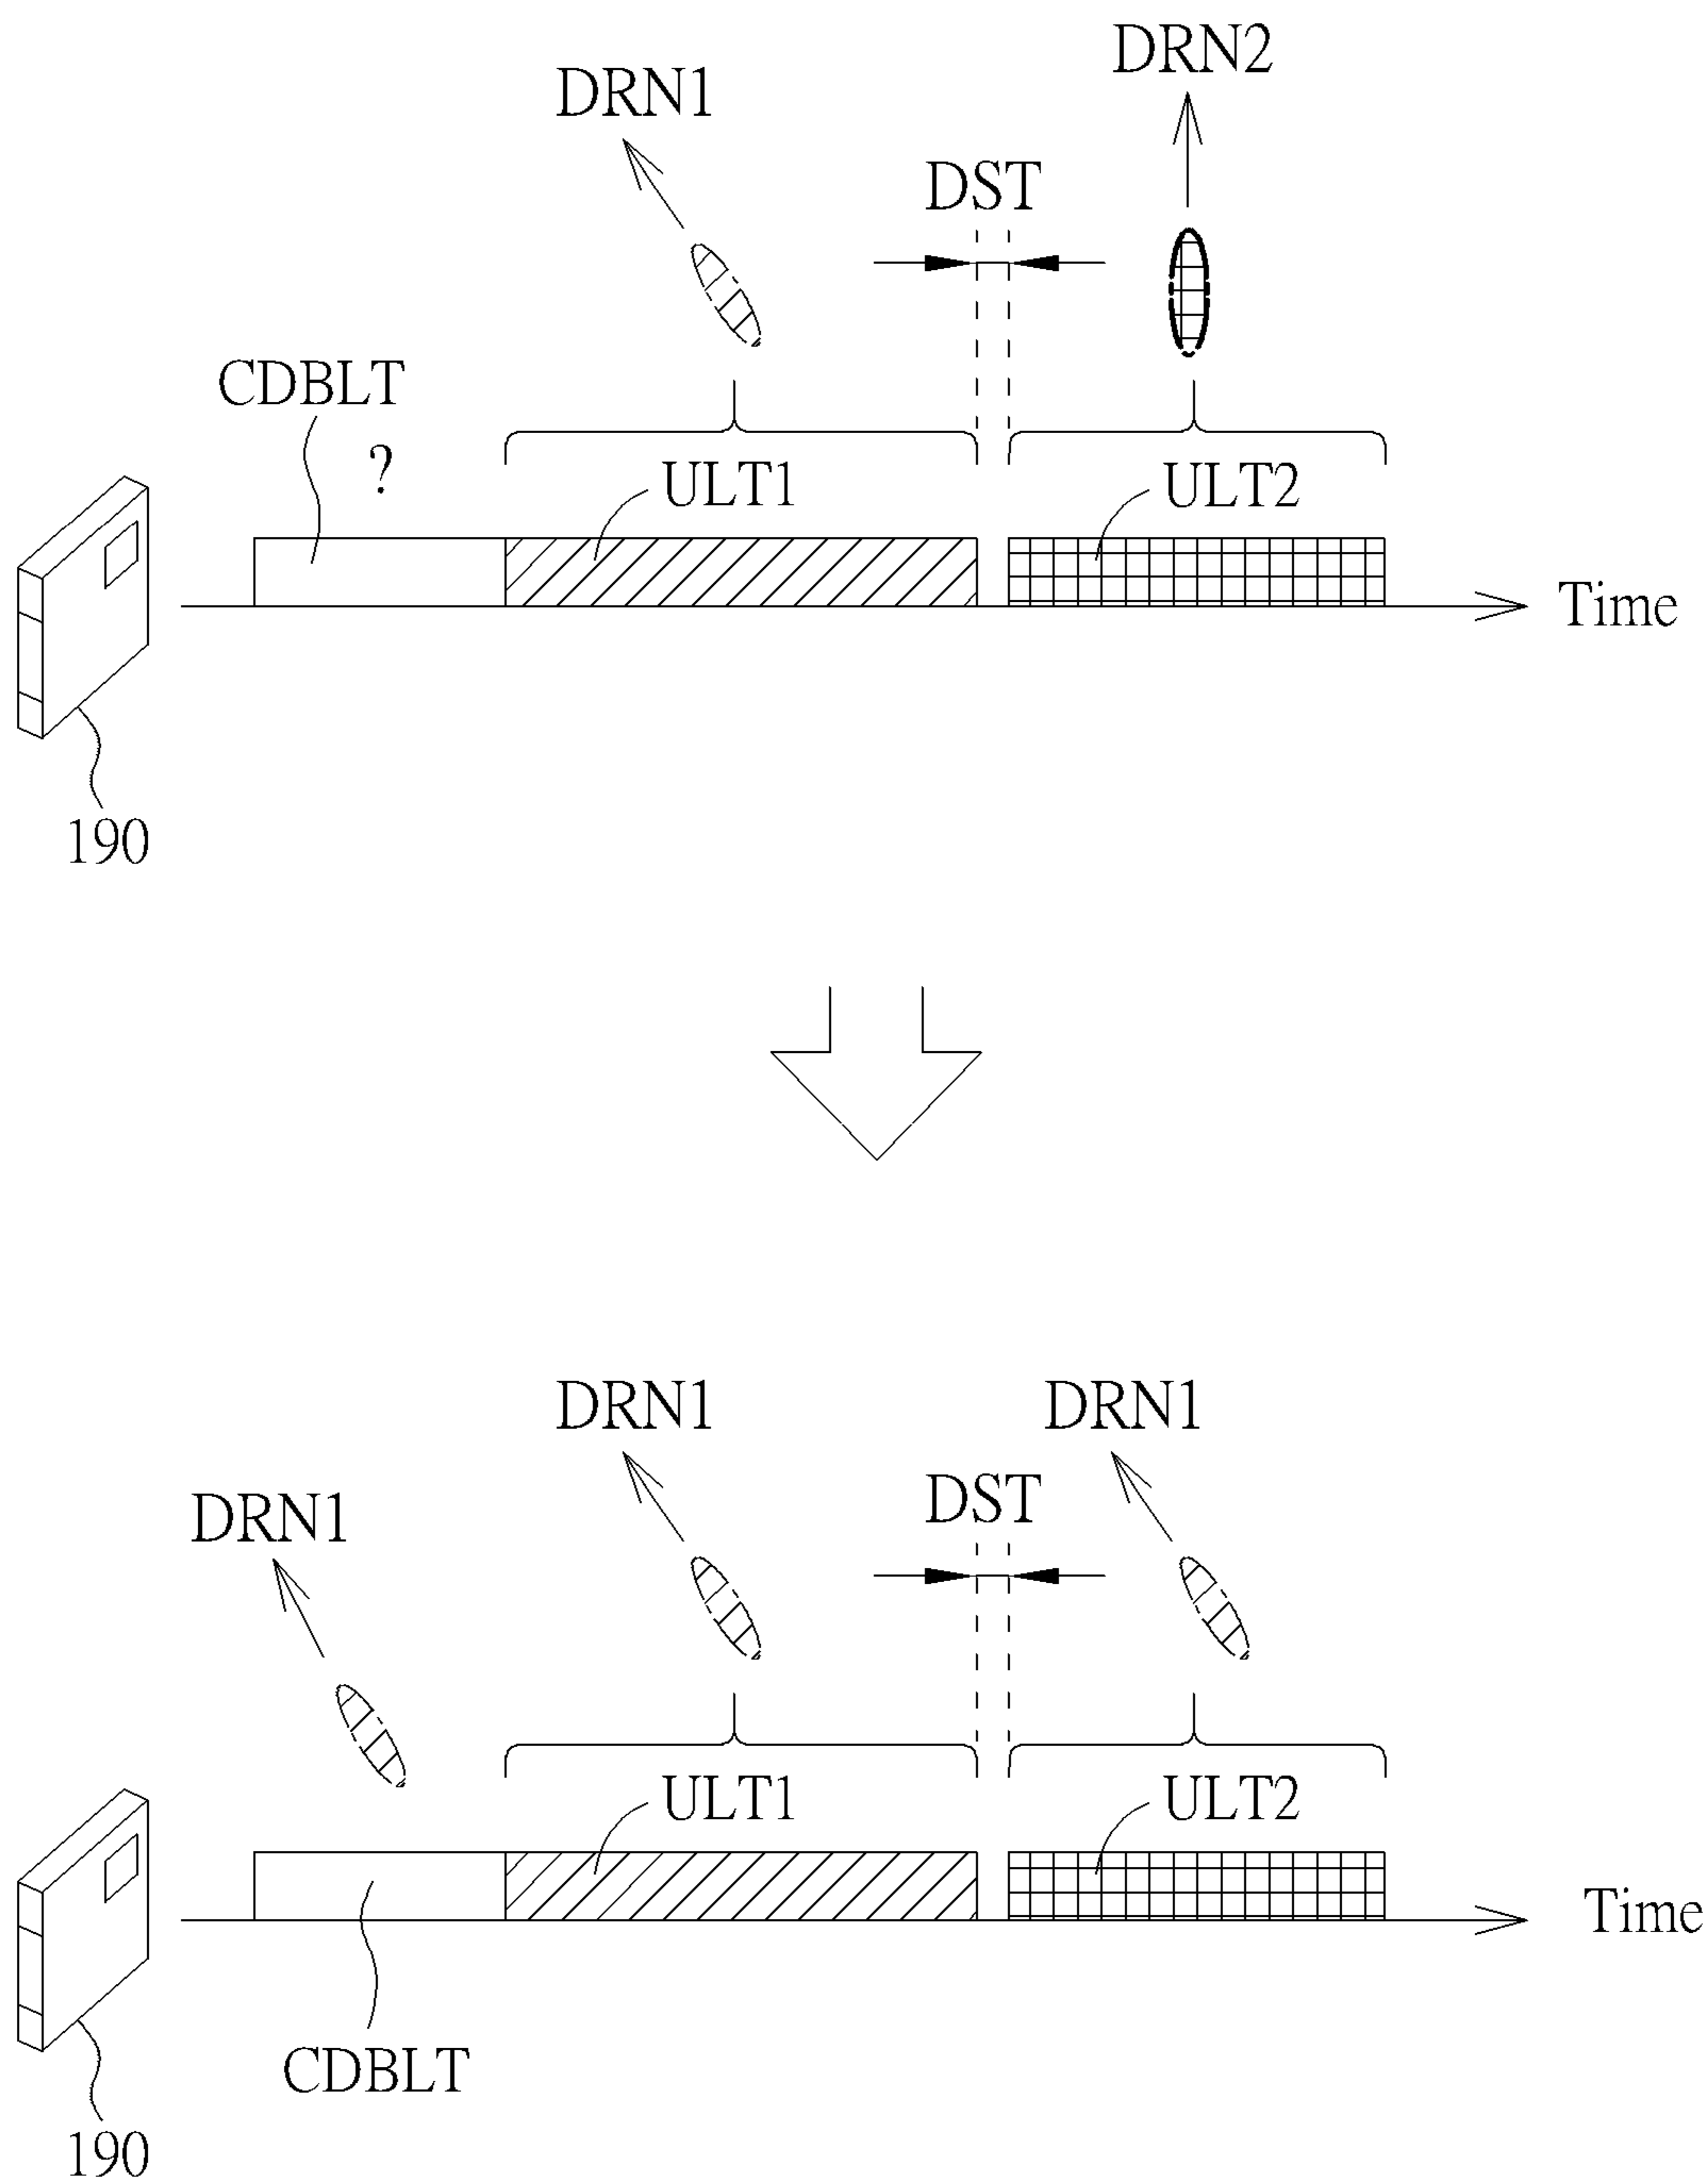 DRN2
DRN1
DST
CDBLT
?
ULT1
ULT2
Time
190
DRN1
DRN1
DST
DRN1
ULT1
ULT2
Time
CDBLT
190